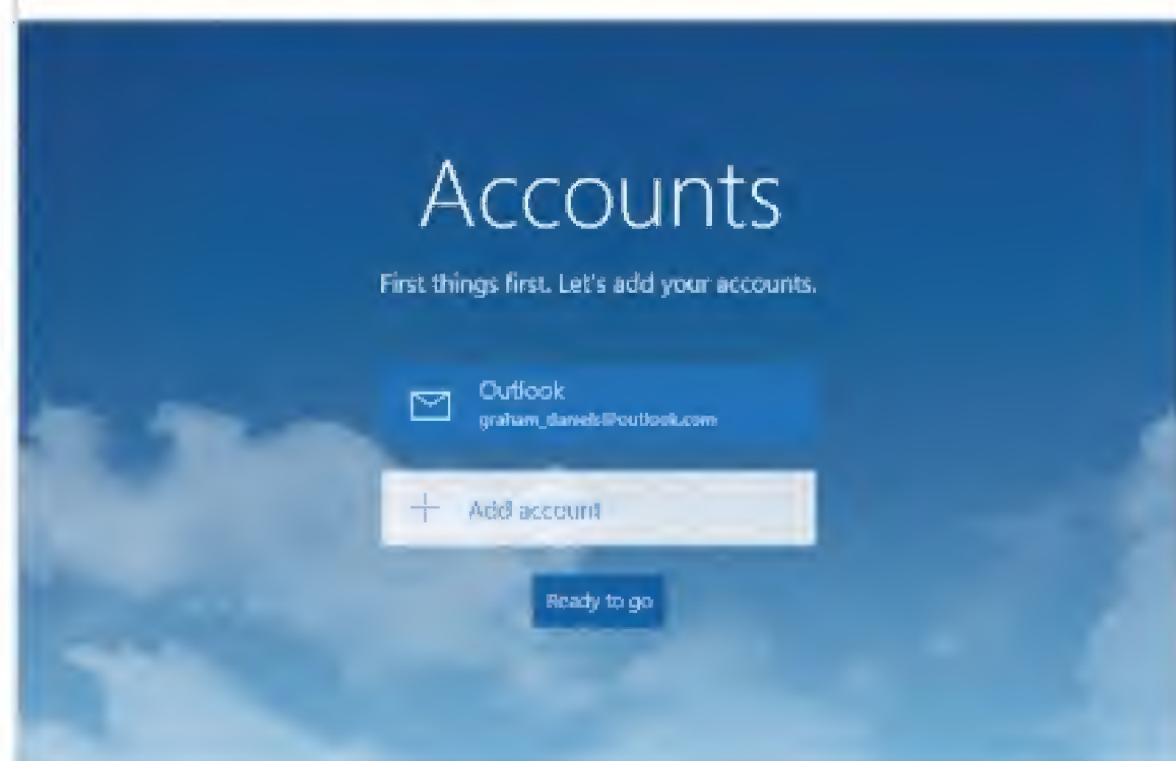 Accounts
First things first. Let's add your accounts.
Outlook
graham_daniels@outlook.com
Add account
Ready to go